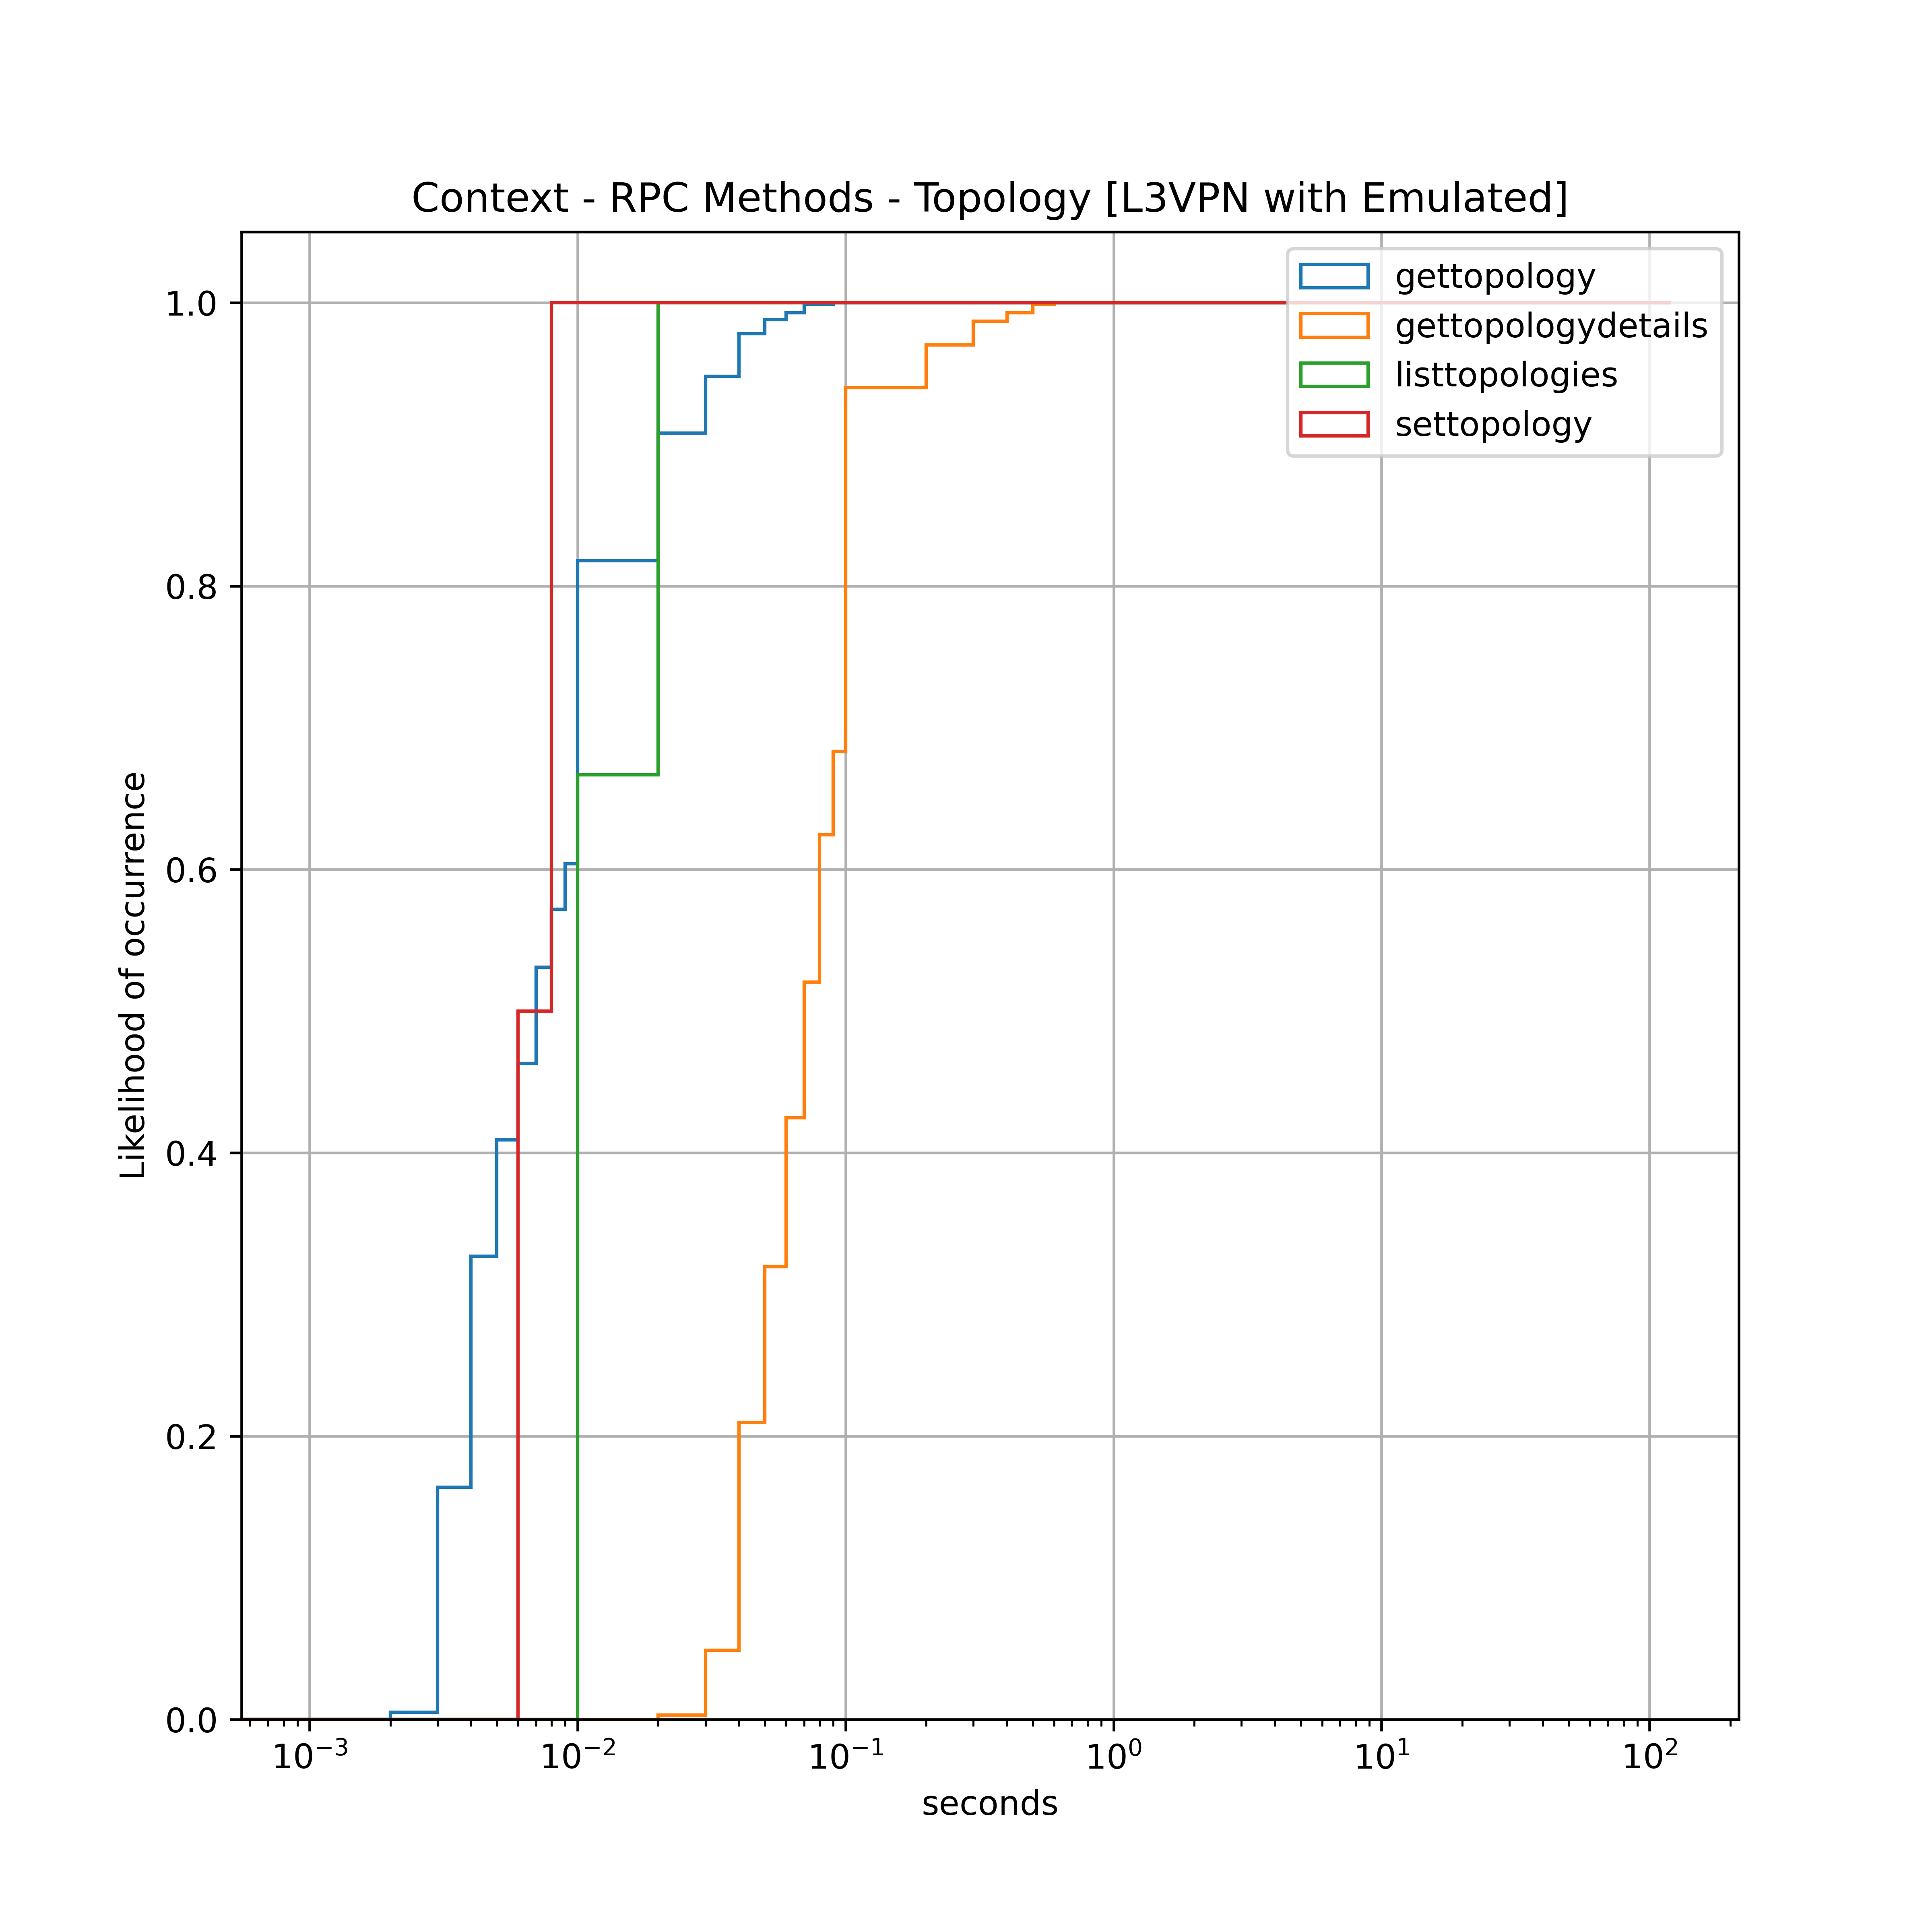 Context - RPC Methods - Topology [L3VPN with Emulated]
gettopology
gettopologydetails
listtopologies
settopology
Likelihood of occurrence
1.0
0.8
0.6
0.4
0.2
0.0
10⁻³ 10⁻² 10⁻¹ 10⁰ 10¹ 10²
seconds